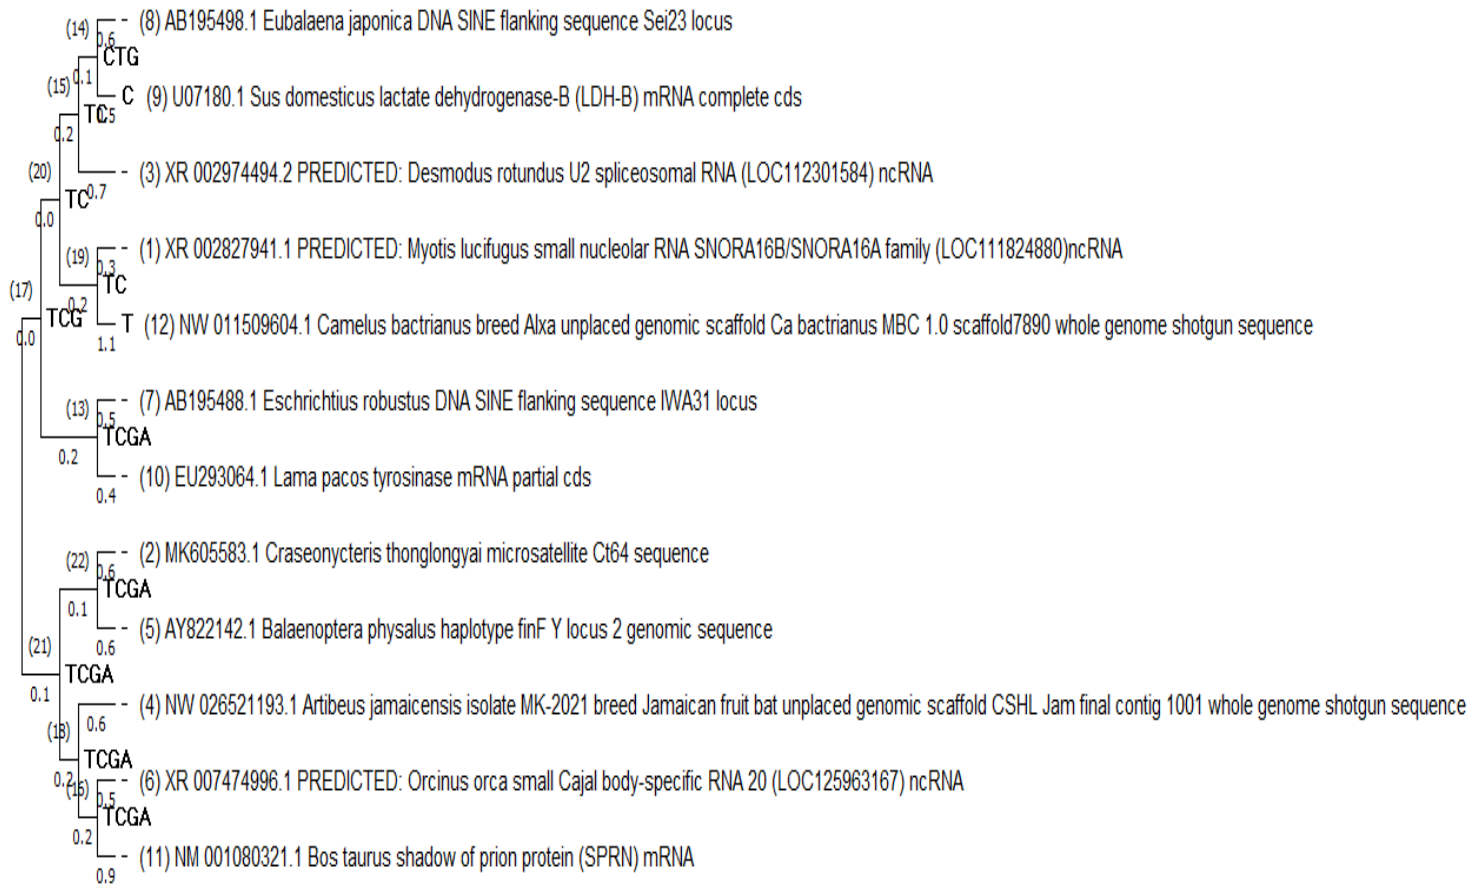 (14)
- (8) AB195498.1 Eubalaena japonica DNA SINE flanking sequence Sei23 locus
0.6
CTG
0.1
(15)
C (9) U07180.1 Sus domesticus lactate dehydrogenase-B (LDH-B) mRNA complete cds
0.5
TC
0.2
(20)
- (3) XR 002974494.2 PREDICTED: Desmodus rotundus U2 spliceosomal RNA (LOC112301584) ncRNA
0.7
TC
0.0
(19)
- (1) XR 002827941.1 PREDICTED: Myotis lucifugus small nucleolar RNA SNORA16B/SNORA16A family (LOC111824880)ncRNA
0.3
TC
0.2
(17)
TCG
T (12) NW 011509604.1 Camelus bactrianus breed Alxa unplaced genomic scaffold Ca bactrianus MBC 1.0 scaffold7890 whole genome shotgun sequence
0.0
1.1
(13)
- (7) AB195488.1 Eschrichtius robustus DNA SINE flanking sequence IWA31 locus
0.5
TCGA
0.2
- (10) EU293064.1 Lama pacos tyrosinase mRNA partial cds
0.4
(22)
- (2) MK605583.1 Craseonycteris thonglongyai microsatellite Ct64 sequence
0.6
TCGA
0.1
- (5) AY822142.1 Balaenoptera physalus haplotype finF Y locus 2 genomic sequence
0.6
(21)
TCGA
0.1
- (4) NW 026521193.1 Artibeus jamaicensis isolate MK-2021 breed Jamaican fruit bat unplaced genomic scaffold CSHL Jam final contig 1001 whole genome shotgun sequence
0.6
(18)
TCGA
0.2
(16)
- (6) XR 007474996.1 PREDICTED: Orcinus orca small Cajal body-specific RNA 20 (LOC125963167) ncRNA
0.5
TCGA
0.2
- (11) NM 001080321.1 Bos taurus shadow of prion protein (SPRN) mRNA
0.9